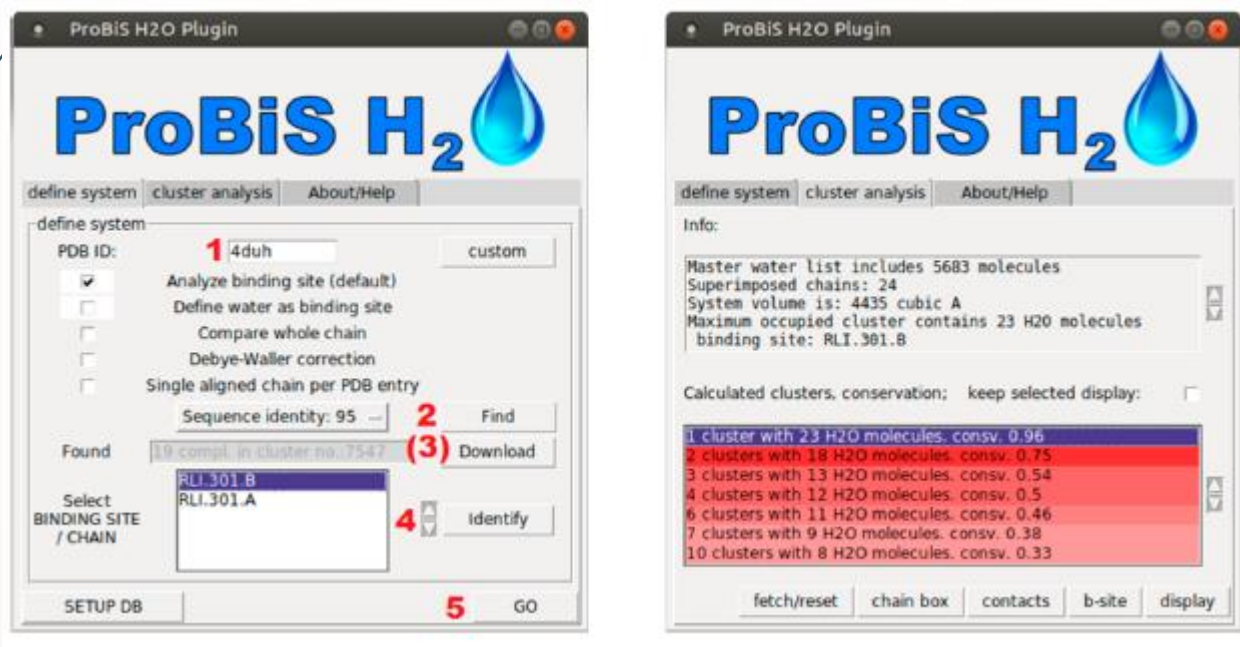 ProBiS H2O Plugin
ProBiS H2
define system cluster analysis About/Help
define system
PDB ID: 1 4duh custom
Analyze binding site (default)
Define water as binding site
Compare whole chain
Debye-Waller correction
Single aligned chain per PDB entry
Sequence identity: 95 2 Find
Found 19 compl. in cluster no.:7547 (3) Download
RLI.301.B
RLI.301.A
Select
BINDING SITE
/ CHAIN
4 Identify
SETUP DB 5 GO
ProBiS H2O Plugin
ProBiS H2
define system cluster analysis About/Help
Info:
Master water list includes 5683 molecules
Superimposed chains: 24
System volume is: 4435 cubic A
Maximum occupied cluster contains 23 H2O molecules
binding site: RLI.301.B
Calculated clusters, conservation; keep selected display:
1 cluster with 23 H2O molecules. consv. 0.96
2 clusters with 18 H2O molecules. consv. 0.75
3 clusters with 13 H2O molecules. consv. 0.54
4 clusters with 12 H2O molecules. consv. 0.5
6 clusters with 11 H2O molecules. consv. 0.46
7 clusters with 9 H2O molecules. consv. 0.38
10 clusters with 8 H2O molecules. consv. 0.33
fetch/reset chain box contacts b-site display